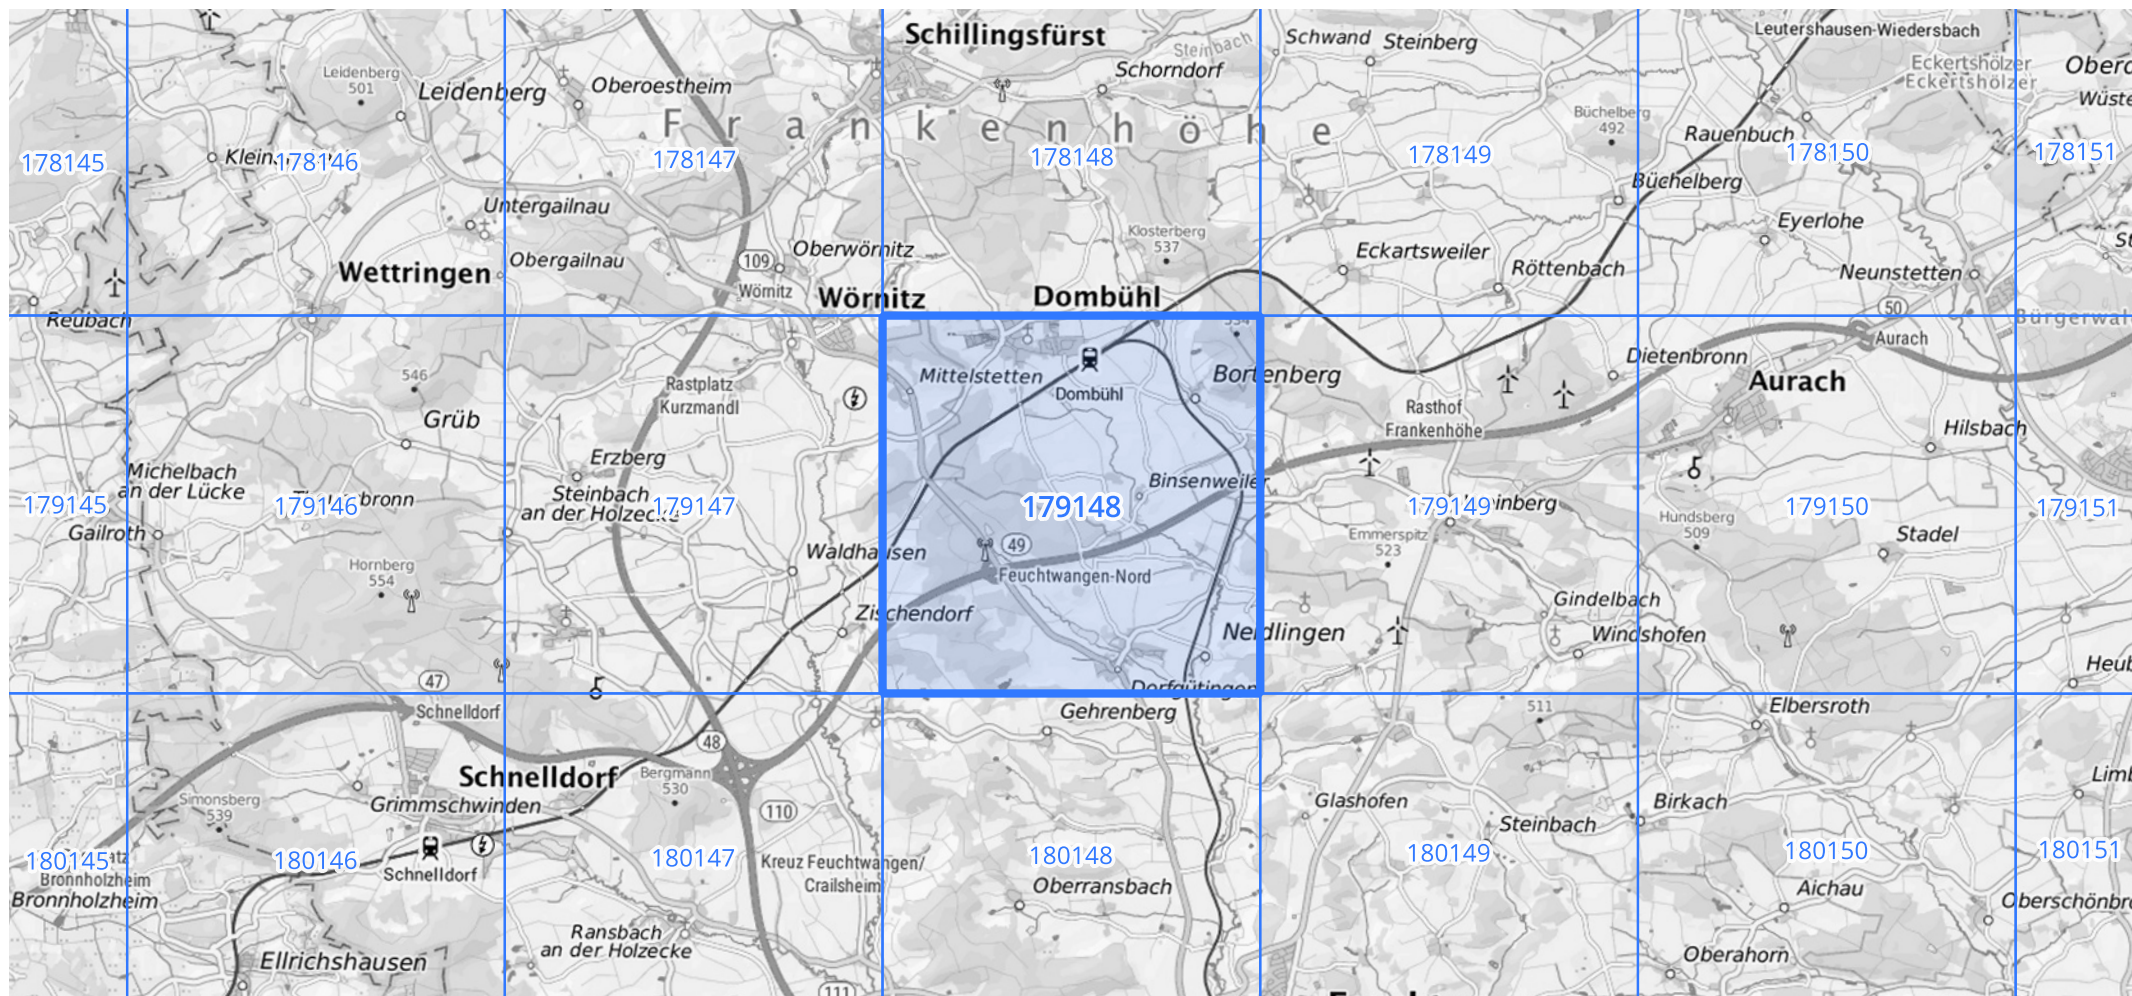 Schillingsfürst
Steinbach
Schorndorf
Schwand
Steinberg
Leutershausen-Wiedersbach
Eckertshölzer
Eckertshölzer
Leidenberg
501
Leidenberg
Oberoestheim
Frankenhöhe
Büchelberg
492
Rauenbuch
178145
178146
178147
178148
178149
178150
178151
Büchelberg
Untergailnau
Obergailnau
Wettringen
Oberwörnitz
109
Wörnitz
Wörnitz
Klosterberg
537
Dombühl
Eckartsweiler
Röttenbach
Eyerlohe
Neunstetten
50
Aurach
Reubach
546
Grüb
Rastplatz
Kurzmandl
Mittelstetten
Dombühl
Bortenberg
Rasthof
Frankenhöhe
Dietenbronn
Aurach
Hilsbach
Michelbach
an der Lücke
Erzberg
Steinbach
an der Holzecke
Binsenweiler
179145
179146
179147
179148
179149
179150
179151
Gailroth
Hornberg
554
Waldhausen
49
Feuchtwangen-Nord
Emmerspitz
523
Hundsberg
509
Stadel
Zischendorf
Neidlingen
Gindelbach
Windshofen
Dorfgütingen
47
Schnelldorf
48
Gehrenberg
511
Elbersroth
Schnelldorf
Bergmann
530
Simonsberg
539
Grimmschwinden
110
Glashofen
Steinbach
Birkach
180145
180146
180147
180148
180149
180150
180151
Bronnholzheim
Bronnholzheim
Schnelldorf
Kreuz Feuchtwangen/
Crailsheim
Oberransbach
Aichau
Ransbach
an der Holzecke
Ellrichshausen
Oberahorn
111